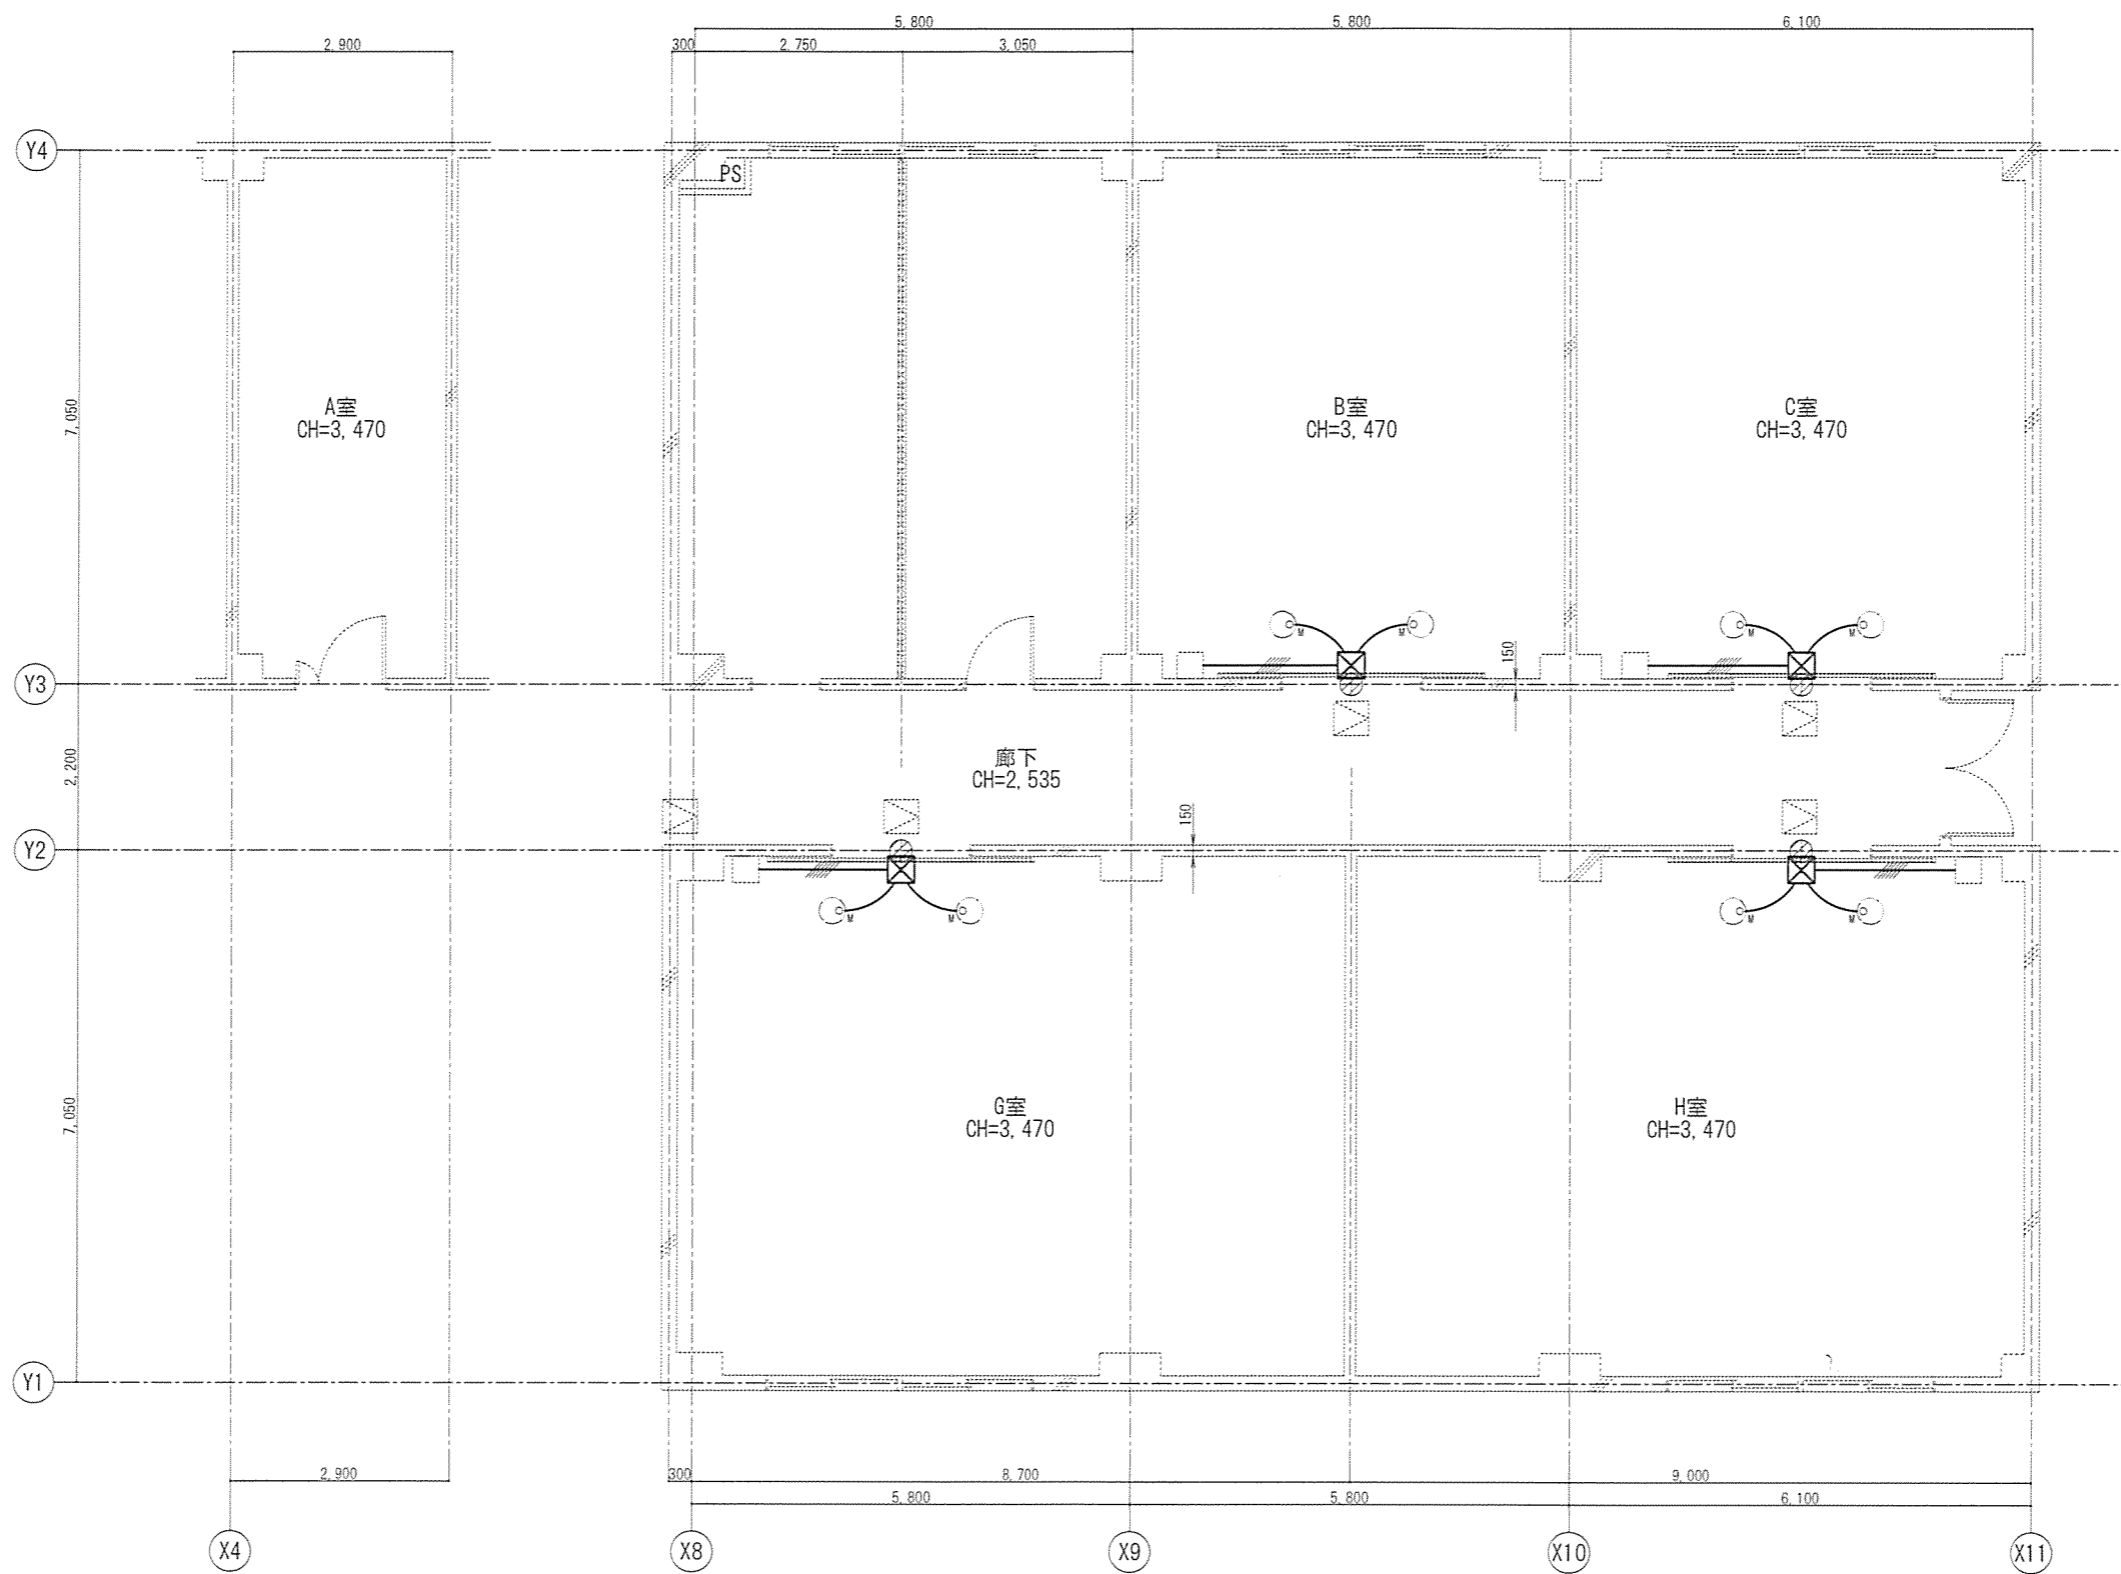 5,800
5,800
6,100
2,900
300
2,750
3,050
Y4
PS
7,050
A室
CH=3,470
B室
CH=3,470
C室
CH=3,470
M
M
M
M
150
Y3
2,200
廊下
CH=2,535
150
Y2
M
M
M
M
7,050
G室
CH=3,470
H室
CH=3,470
Y1
2,900
300
8,700
9,000
5,800
5,800
6,100
X4
X8
X9
X10
X11